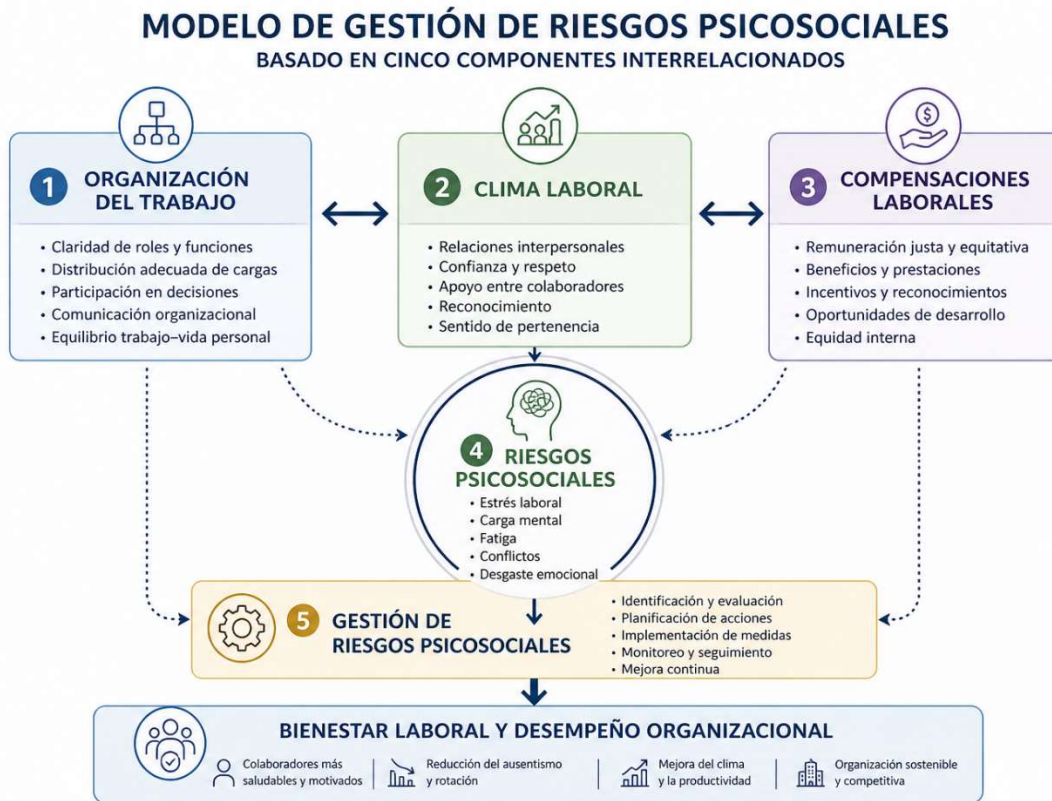 MODELO DE GESTIÓN DE RIESGOS PSICOSOCIALES
BASADO EN CINCO COMPONENTES INTERRELACIONADOS
1 ORGANIZACIÓN
DEL TRABAJO
• Claridad de roles y funciones
• Distribución adecuada de cargas
• Participación en decisiones
• Comunicación organizacional
• Equilibrio trabajo–vida personal
2 CLIMA LABORAL
• Relaciones interpersonales
• Confianza y respeto
• Apoyo entre colaboradores
• Reconocimiento
• Sentido de pertenencia
$
3 COMPENSACIONES
LABORALES
• Remuneración justa y equitativa
• Beneficios y prestaciones
• Incentivos y reconocimientos
• Oportunidades de desarrollo
• Equidad interna
4 RIESGOS
PSICOSOCIALES
• Estrés laboral
• Carga mental
• Fatiga
• Conflictos
• Desgaste emocional
5 GESTIÓN DE
RIESGOS PSICOSOCIALES
• Identificación y evaluación
• Planificación de acciones
• Implementación de medidas
• Monitoreo y seguimiento
• Mejora continua
BIENESTAR LABORAL Y DESEMPEÑO ORGANIZACIONAL
Colaboradores más
saludables y motivados
Reducción del ausentismo
y rotación
Mejora del clima
y la productividad
Organización sostenible
y competitiva